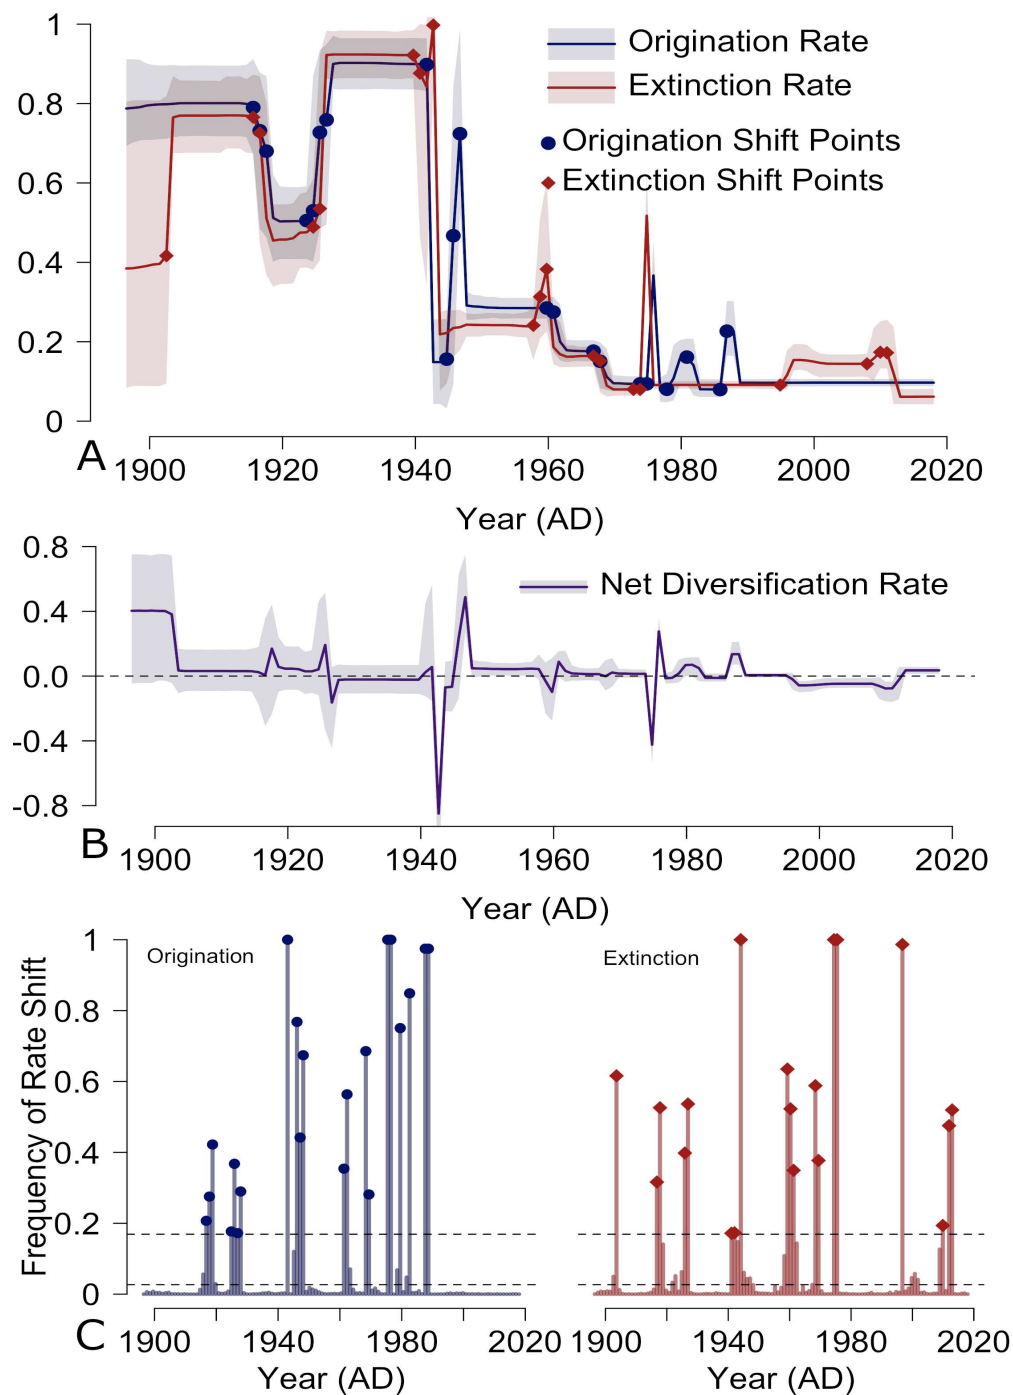 1
0.8
0.6
0.4
0.2
0
Origination Rate
Extinction Rate
Origination Shift Points
Extinction Shift Points
A
1900 1920 1940 1960 1980 2000 2020
Year (AD)
0.8
0.4
0.0
-0.4
-0.8
Net Diversification Rate
B
1900 1920 1940 1960 1980 2000 2020
Year (AD)
Frequency of Rate Shift
1
0.8
0.6
0.4
0.2
0
Origination
Extinction
C
1900 1940 1980 2020
1900 1940 1980 2020
Year (AD)
Year (AD)